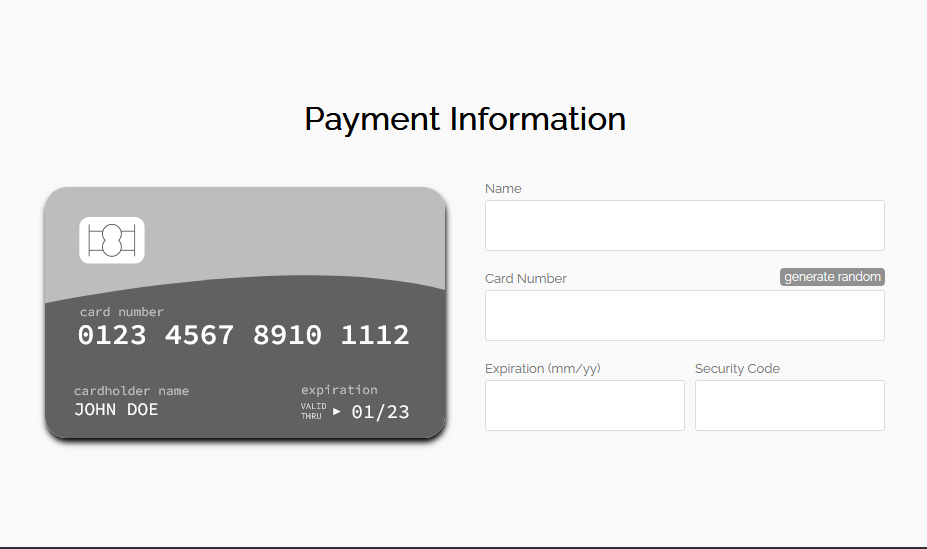 Payment Information
card number
0123 4567 8910 1112
cardholder name
JOHN DOE
expiration
VALID
THRU
01/23
Name
Card Number
generate random
Expiration (mm/yy)
Security Code